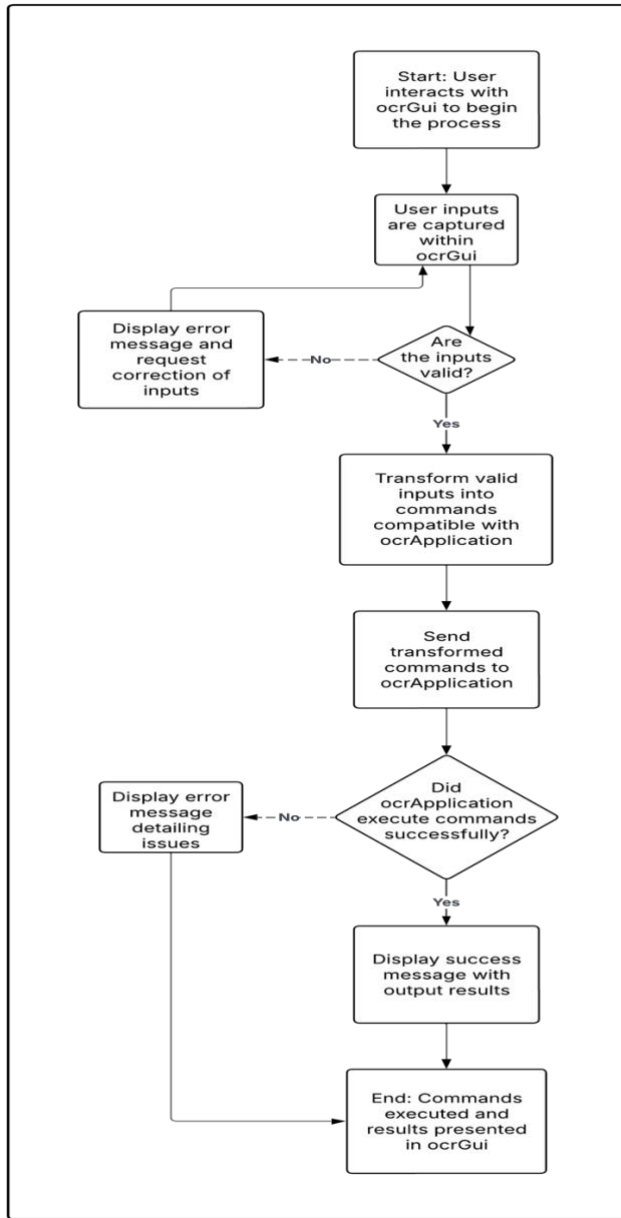 Start: User
interacts with
ocrGui to begin
the process
User inputs
are captured
within
ocrGui
Display error
message and
request
correction of
inputs
No
Are
the inputs
valid?
Yes
Transform valid
inputs into
commands
compatible with
ocrApplication
Send
transformed
commands to
ocrApplication
Display error
message
detailing
issues
No
Did
ocrApplication
execute commands
successfully?
Yes
Display success
message with
output results
End: Commands
executed and
results presented
in ocrGui